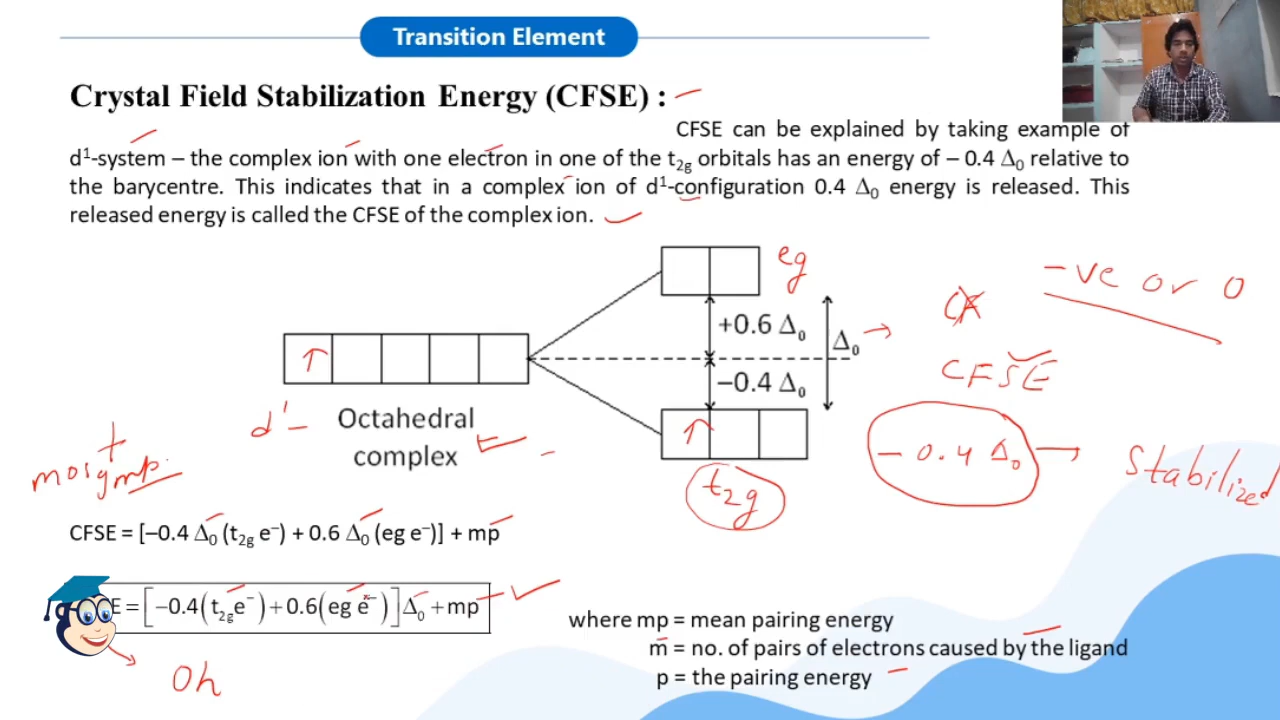 Transition Element
Crystal Field Stabilization Energy (CFSE) :
CFSE can be explained by taking example of
d¹-system – the complex ion with one electron in one of the t₂g orbitals has an energy of – 0.4 Δ₀ relative to
the barycentre. This indicates that in a complex ion of d¹-configuration 0.4 Δ₀ energy is released. This
released energy is called the CFSE of the complex ion.
eg
-ve or 0
+0.6 Δ₀
Δ₀
CFSE
–0.4 Δ₀
d¹-
Octahedral
complex
t₂g
- 0.4 Δ₀
Stabilized
mp
CFSE = [–0.4 Δ₀ (t₂g e⁻) + 0.6 Δ₀ (eg e⁻)] + mp
E = [–0.4(t₂g e⁻)+0.6(eg e⁻)]Δ₀ +mp
Oh
where mp = mean pairing energy
m = no. of pairs of electrons caused by the ligand
p = the pairing energy